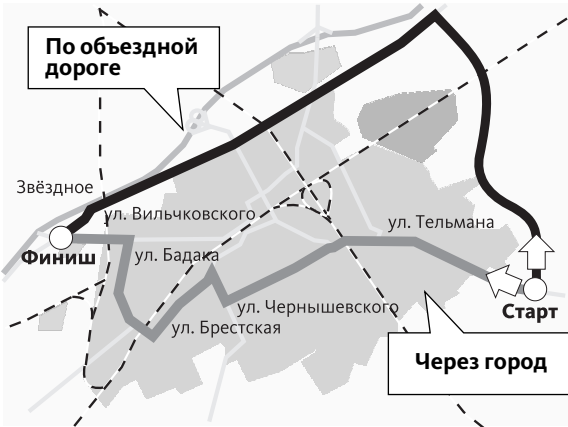 По объездной
дороге
Звёздное
ул. Вильчковского
ул. Тельмана
Финиш
ул. Бадака
ул. Чернышевского
Старт
ул. Брестская
Через город